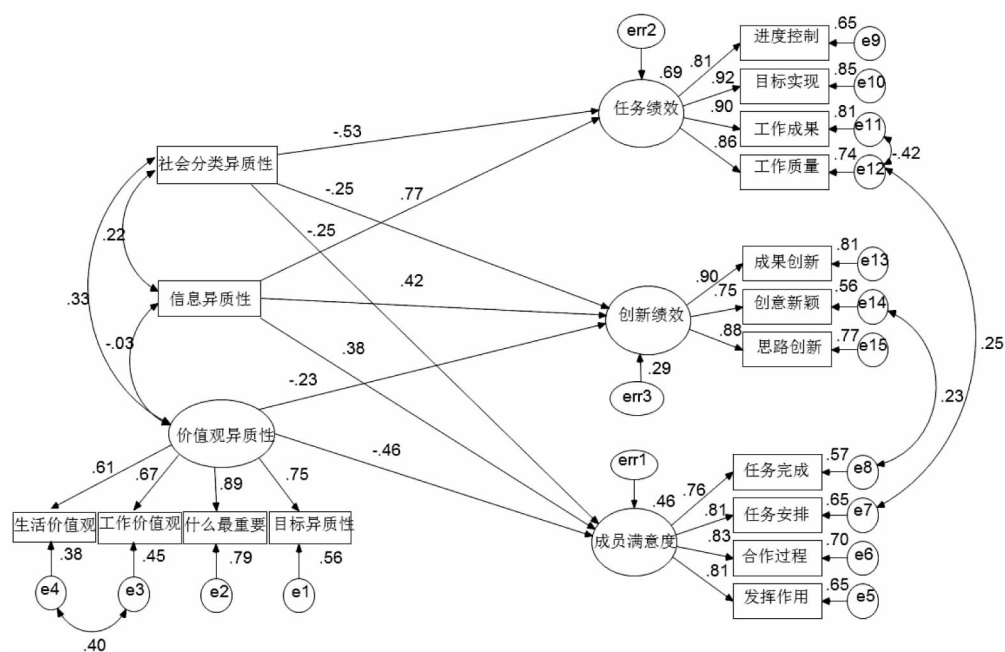 err2
.69
任务绩效
.81
.92
.90
.86
进度控制
.65
e9
目标实现
.85
e10
工作成果
.81
e11
工作质量
.74
e12
-.42
社会分类异质性
-.53
-.25
-.25
.77
.22
.33
信息异质性
.42
.38
-.03
创新绩效
.29
err3
.90
.75
.88
成果创新
.81
e13
创意新颖
.56
e14
思路创新
.77
e15
.25
.23
价值观异质性
-.23
-.46
.61
.67
.89
.75
生活价值观
工作价值观
什么最重要
目标异质性
.38
.45
.79
.56
e4
e3
e2
e1
.40
err1
.46
成员满意度
.76
.81
.83
.81
任务完成
.57
e8
任务安排
.65
e7
合作过程
.70
e6
发挥作用
.65
e5